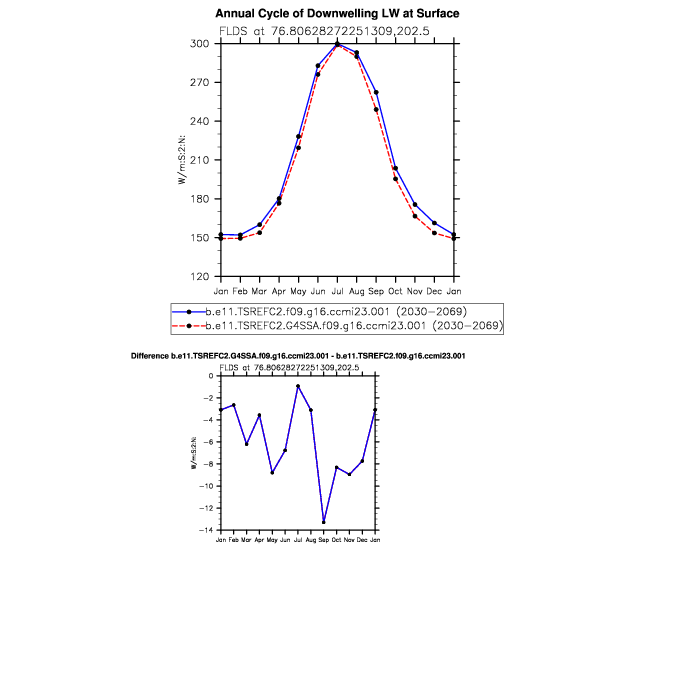 Annual Cycle of Downwelling LW at Surface
FLDS at 76.80628272251309,202.5
300
270
240
210
180
150
120
W/m:S:2:N:
Jan Feb Mar Apr May Jun Jul Aug Sep Oct Nov Dec Jan
b.e11.TSREFC2.f09.g16.ccmi23.001 (2030-2069)
b.e11.TSREFC2.G4SSA.f09.g16.ccmi23.001 (2030-2069)
Difference b.e11.TSREFC2.G4SSA.f09.g16.ccmi23.001 - b.e11.TSREFC2.f09.g16.ccmi23.001
FLDS at 76.80628272251309,202.5
0
-2
-4
-6
-8
-10
-12
-14
W/m:S:2:N:
Jan Feb Mar Apr May Jun Jul Aug Sep Oct Nov Dec Jan